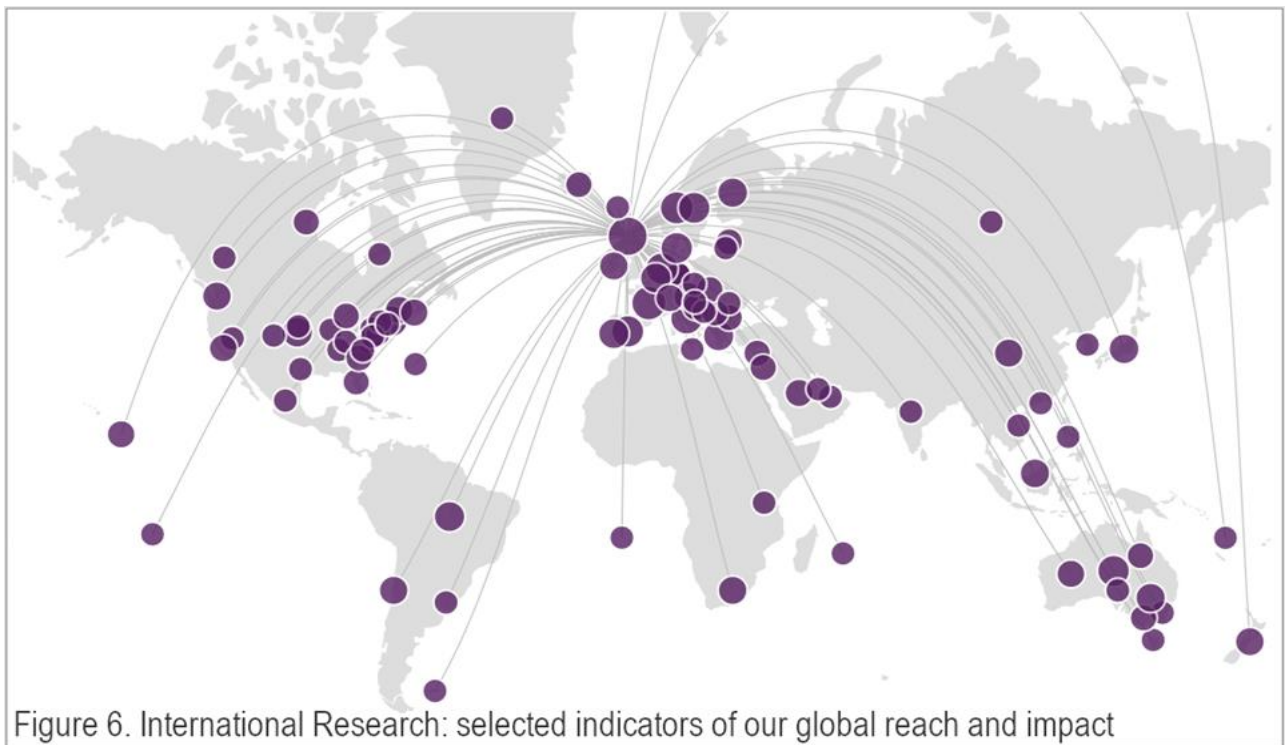 Figure 6. International Research: selected indicators of our global reach and impact